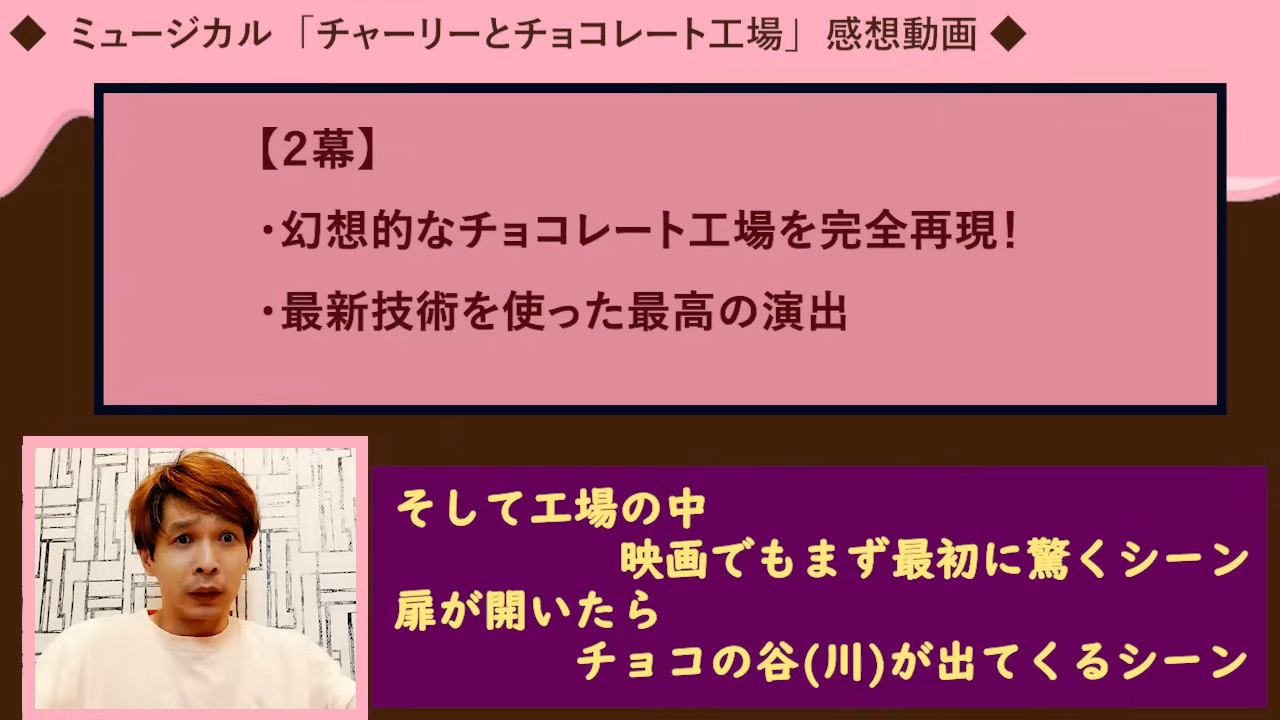 ◆ ミュージカル「チャーリーとチョコレート工場」感想動画 ◆
【2幕】
・幻想的なチョコレート工場を完全再現!
・最新技術を使った最高の演出
そして工場の中
映画でもまず最初に驚くシーン
扉が開いたら
チョコの谷(川)が出てくるシーン